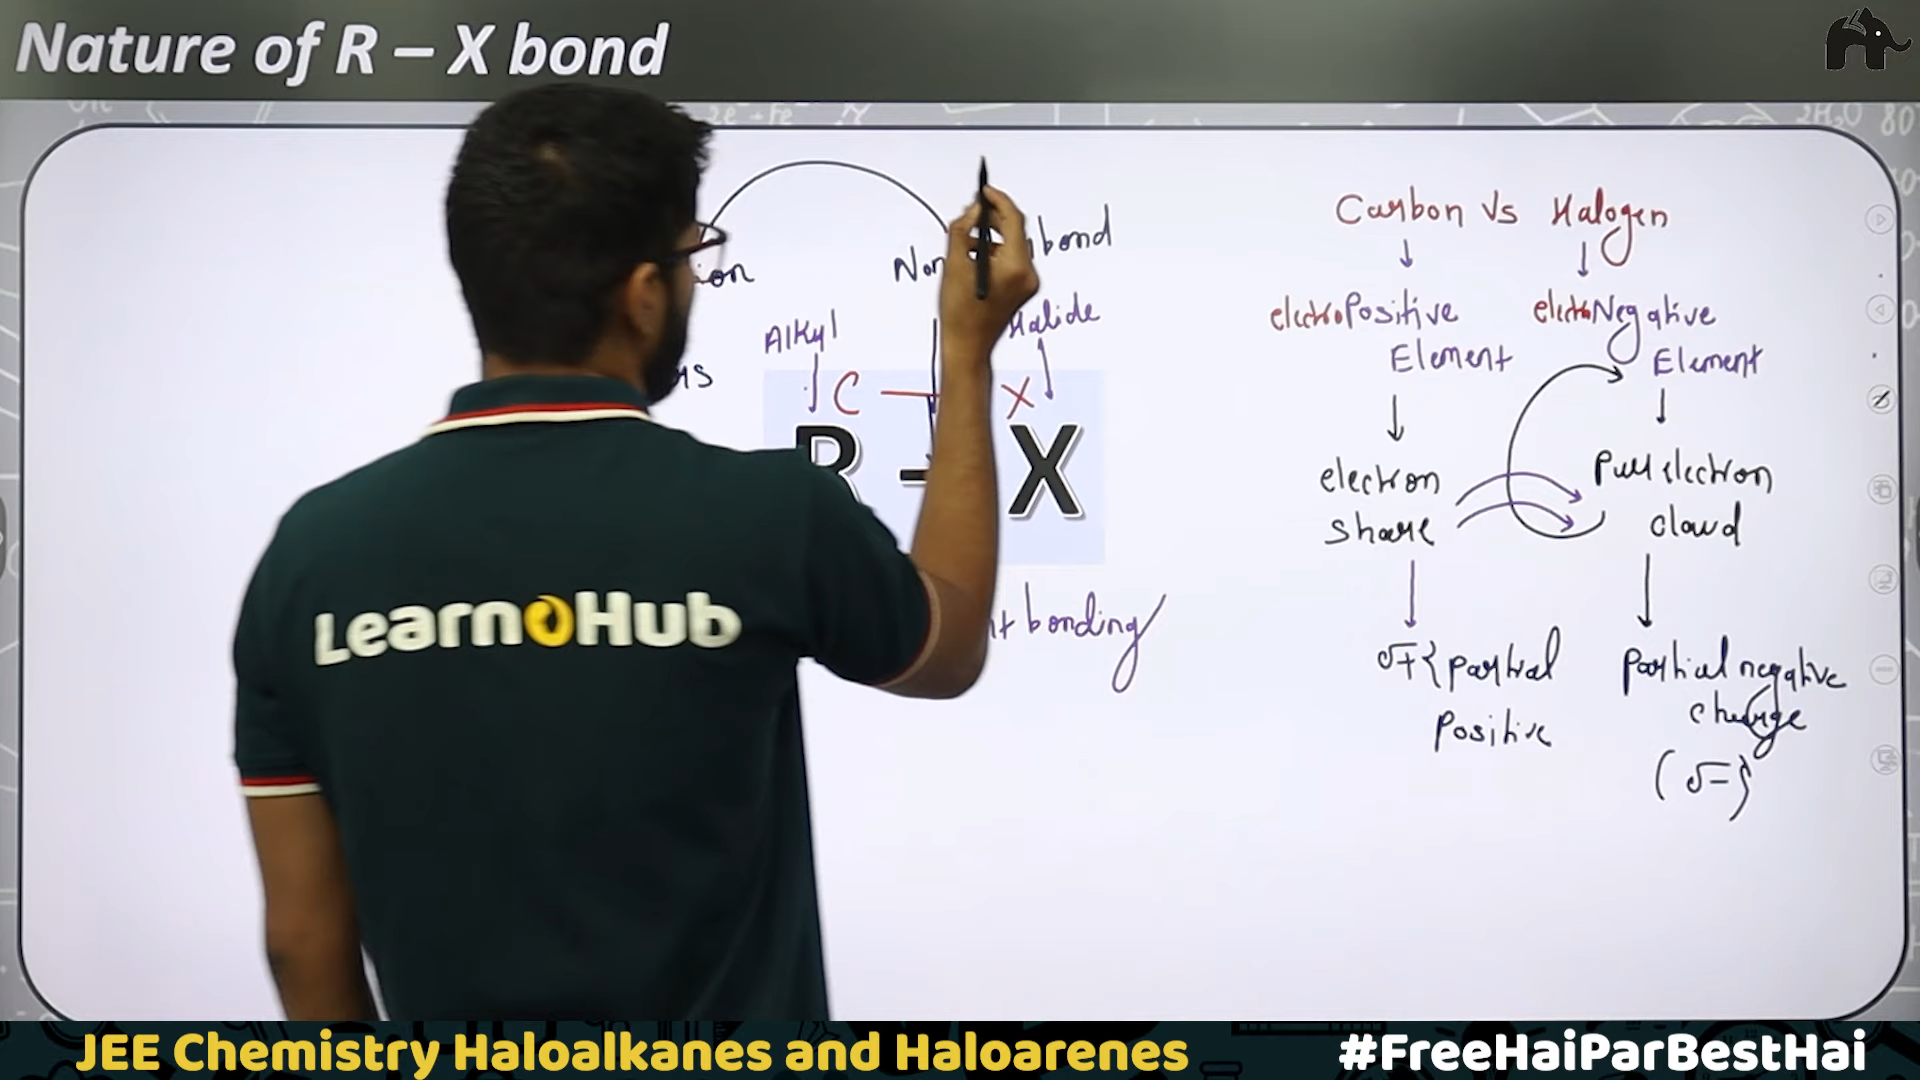 Nature of R – X bond
Carbon Vs Halogen
bond
Alkyl
Halide
electroPositive
Element
electroNegative
Element
C — X
R - X
electron
share
Pull electron
cloud
bonding
δ+ { partial
Positive
partial negative
charge
( δ- )
LearnoHub
JEE Chemistry Haloalkanes and Haloarenes
#FreeHaiParBestHai